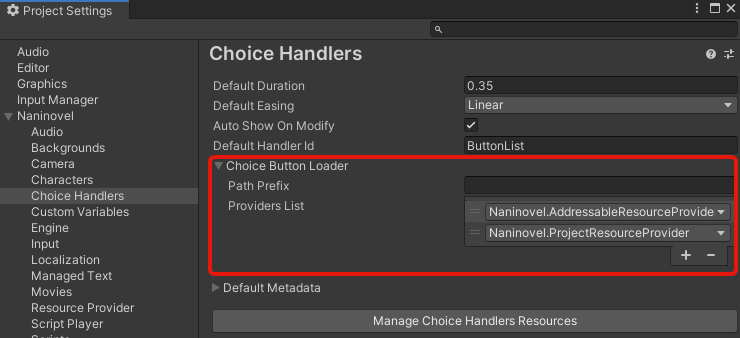 Project Settings
Audio
Editor
Graphics
Input Manager
Naninovel
Audio
Backgrounds
Camera
Characters
Choice Handlers
Custom Variables
Engine
Input
Localization
Managed Text
Movies
Resource Provider
Script Player
Scripts
Choice Handlers
Default Duration
0.35
Default Easing
Linear
Auto Show On Modify
Default Handler Id
ButtonList
Choice Button Loader
Path Prefix
Providers List
Naninovel.AddressableResourceProvide
Naninovel.ProjectResourceProvider
Default Metadata
Manage Choice Handlers Resources